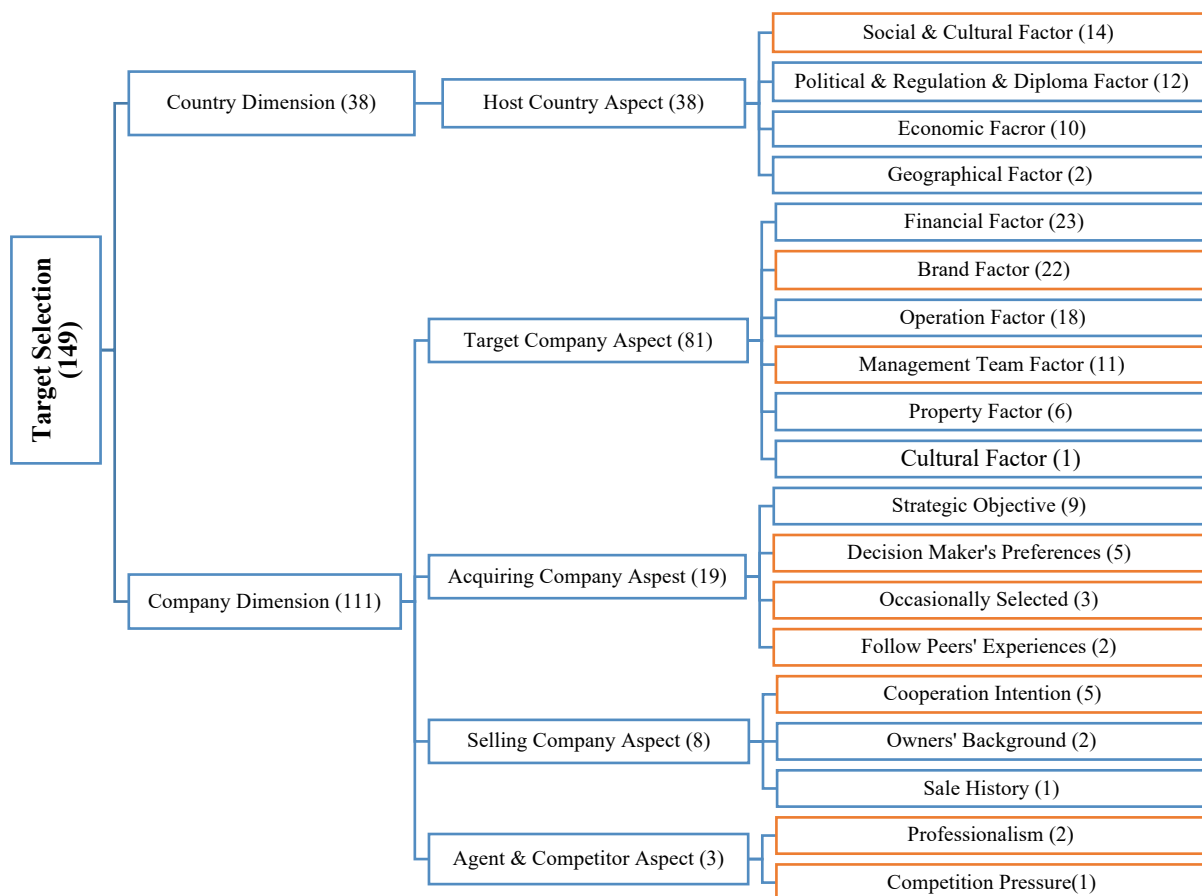 Target Selection
(149)
Country Dimension (38)
Host Country Aspect (38)
Social & Cultural Factor (14)
Political & Regulation & Diploma Factor (12)
Economic Facror (10)
Geographical Factor (2)
Company Dimension (111)
Target Company Aspect (81)
Financial Factor (23)
Brand Factor (22)
Operation Factor (18)
Management Team Factor (11)
Property Factor (6)
Cultural Factor (1)
Acquiring Company Aspest (19)
Strategic Objective (9)
Decision Maker's Preferences (5)
Occasionally Selected (3)
Follow Peers' Experiences (2)
Selling Company Aspect (8)
Cooperation Intention (5)
Owners' Background (2)
Sale History (1)
Agent & Competitor Aspect (3)
Professionalism (2)
Competition Pressure(1)